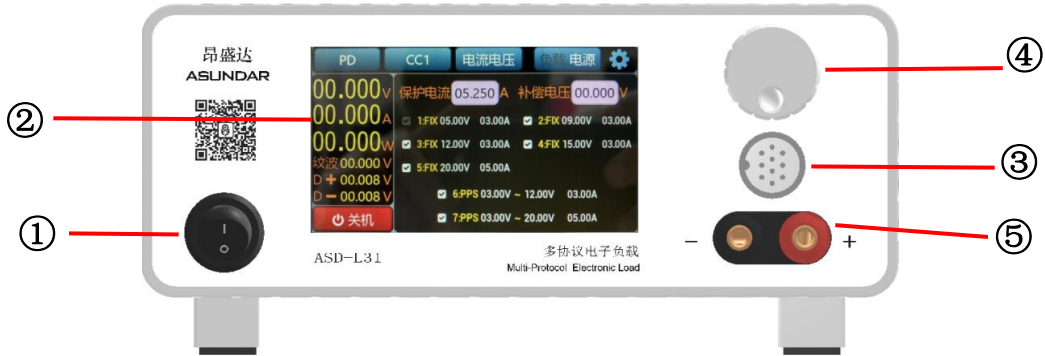 昂盛达
ASUNDAR
①
I
O
②
PD CC1 电流电压 负载 电源
00.000 V
00.000 A
00.000 W
纹波 00.000 V
D + 00.008 V
D - 00.008 V
关机
保护电流 05.250 A 补偿电压 00.000 V
1:FIX 05.00V 03.00A 2:FIX 09.00V 03.00A
3:FIX 12.00V 03.00A 4:FIX 15.00V 03.00A
5:FIX 20.00V 05.00A
6:PPS 03.00V ~ 12.00V 03.00A
7:PPS 03.00V ~ 20.00V 05.00A
ASD-L31
多协议电子负载
Multi-Protocol Electronic Load
④
③
⑤
- +